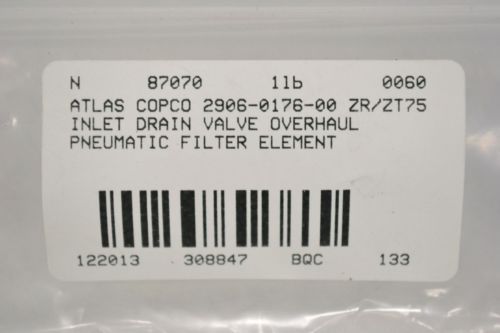 N 87070 1lb 0060
ATLAS COPCO 2906-0176-00 ZR/ZT75
INLET DRAIN VALVE OVERHAUL
PNEUMATIC FILTER ELEMENT
122013 308847 BQC 133